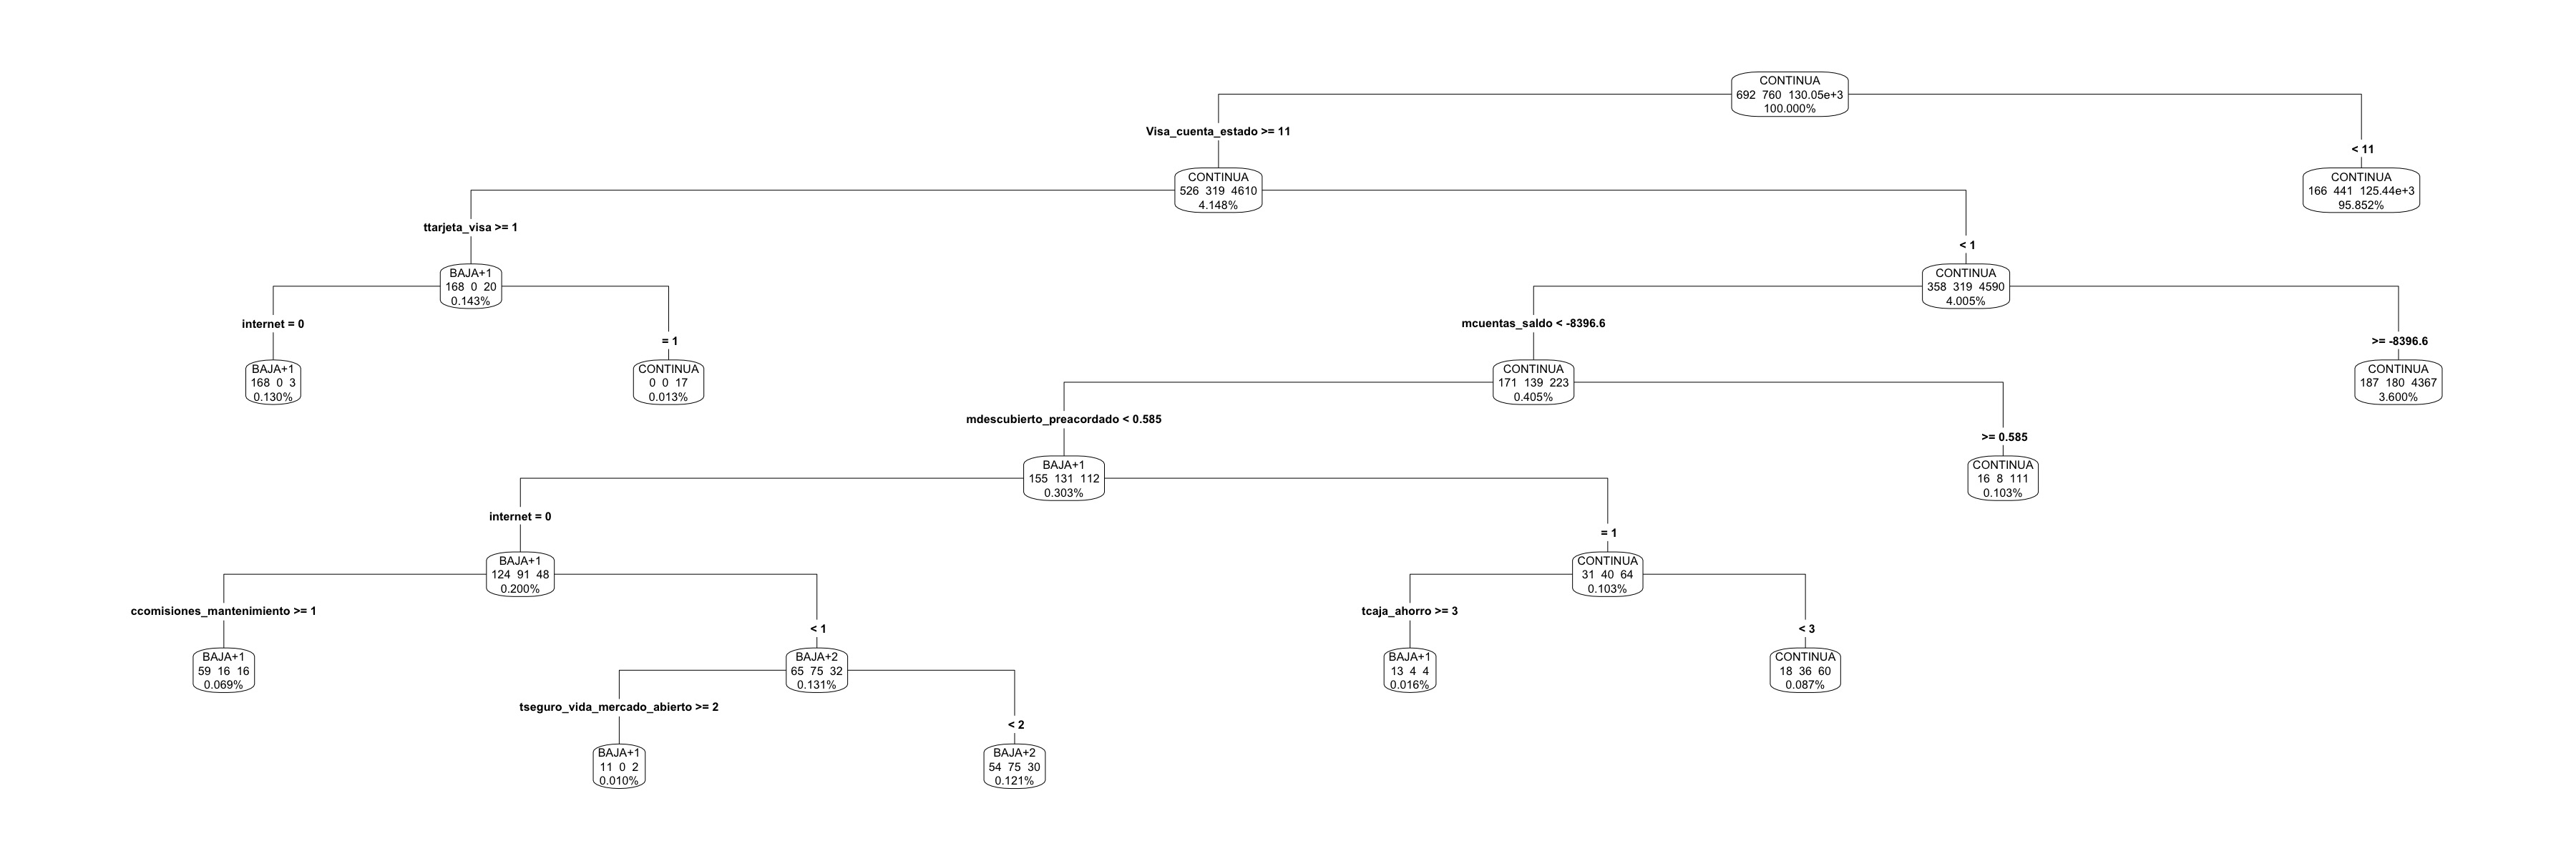 CONTINUA
692 760 130.05e+3
100.000%
Visa_cuenta_estado >= 11
< 11
CONTINUA
526 319 4610
4.148%
CONTINUA
166 441 125.44e+3
95.852%
ttarjeta_visa >= 1
< 1
BAJA+1
168 0 20
0.143%
CONTINUA
358 319 4590
4.005%
internet = 0
= 1
mcuentas_saldo < -8396.6
>= -8396.6
BAJA+1
168 0 3
0.130%
CONTINUA
0 0 17
0.013%
CONTINUA
171 139 223
0.405%
CONTINUA
187 180 4367
3.600%
mdescubierto_preacordado < 0.585
>= 0.585
BAJA+1
155 131 112
0.303%
CONTINUA
16 8 111
0.103%
internet = 0
= 1
BAJA+1
124 91 48
0.200%
CONTINUA
31 40 64
0.103%
ccomisiones_mantenimiento >= 1
< 1
tcaja_ahorro >= 3
< 3
BAJA+1
59 16 16
0.069%
BAJA+2
65 75 32
0.131%
BAJA+1
13 4 4
0.016%
CONTINUA
18 36 60
0.087%
tseguro_vida_mercado_abierto >= 2
< 2
BAJA+1
11 0 2
0.010%
BAJA+2
54 75 30
0.121%